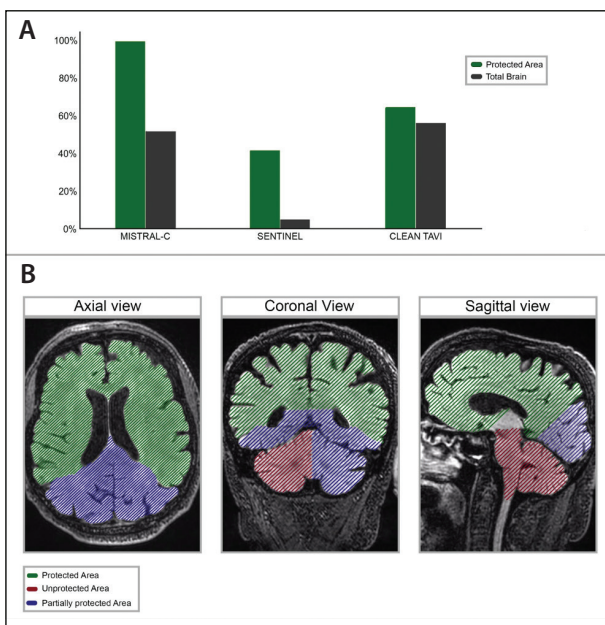 A
100%
80%
60%
40%
20%
0%
Protected Area
Total Brain
MISTRAL-C SENTINEL CLEAN TAVI
B
Axial view Coronal View Sagittal view
Protected Area
Unprotected Area
Partially protected Area